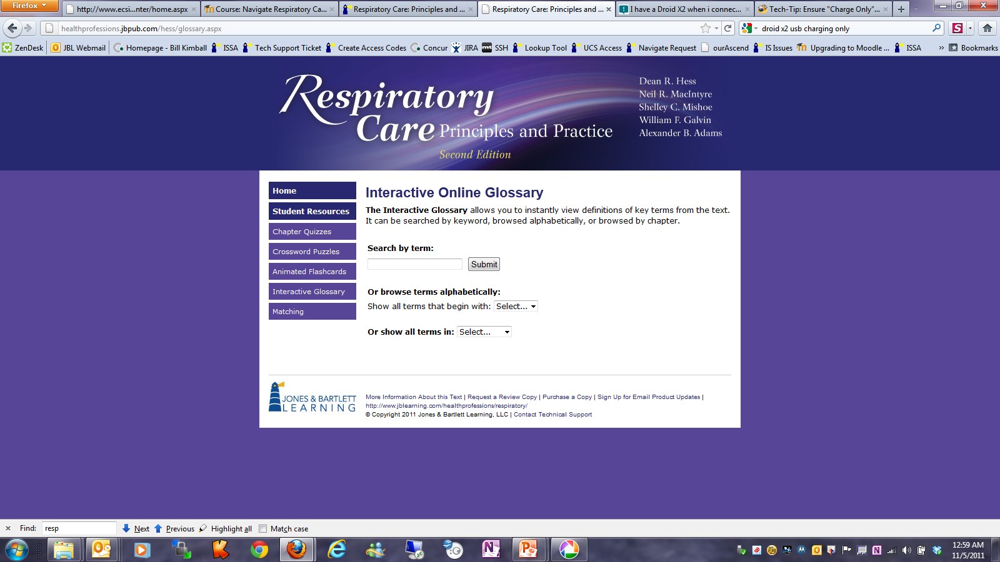 Firefox
http://www.ecsi...nter/home.aspx
Course: Navigate Respiratory Ca...
Respiratory Care: Principles and ...
Respiratory Care: Principles and ...
I have a Droid X2 when i connec...
Tech-Tip: Ensure "Charge Only"...
healthprofessions.jbpub.com/hess/glossary.aspx
droid x2 usb charging only
ZenDesk
JBL Webmail
Homepage - Bill Kimball
ISSA
Tech Support Ticket
Create Access Codes
Concur
JIRA
SSH
Lookup Tool
UCS Access
Navigate Request
ourAscend
IS Issues
Upgrading to Moodle ...
ISSA
Bookmarks
Respiratory
Care Principles and Practice
Second Edition
Dean R. Hess
Neil R. MacIntyre
Shelley C. Mishoe
William F. Galvin
Alexander B. Adams
Home
Student Resources
Chapter Quizzes
Crossword Puzzles
Animated Flashcards
Interactive Glossary
Matching
Interactive Online Glossary
The Interactive Glossary allows you to instantly view definitions of key terms from the text.
It can be searched by keyword, browsed alphabetically, or browsed by chapter.
Search by term:
Submit
Or browse terms alphabetically:
Show all terms that begin with: Select...
Or show all terms in: Select...
JONES & BARTLETT
LEARNING
More Information About this Text | Request a Review Copy | Purchase a Copy | Sign Up for Email Product Updates |
http://www.jblearning.com/healthprofessions/respiratory/
© Copyright 2011 Jones & Bartlett Learning, LLC | Contact Technical Support
Find: resp Next Previous Highlight all Match case
12:59 AM
11/5/2011